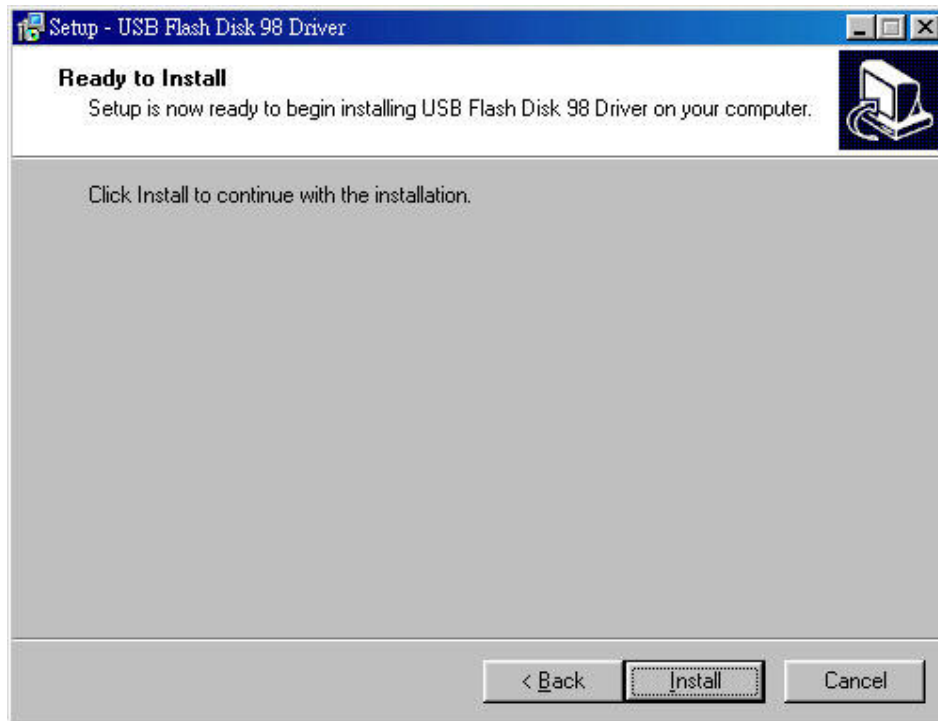 Setup - USB Flash Disk 98 Driver
Ready to Install
Setup is now ready to begin installing USB Flash Disk 98 Driver on your computer.
Click Install to continue with the installation.
< Back
Install
Cancel